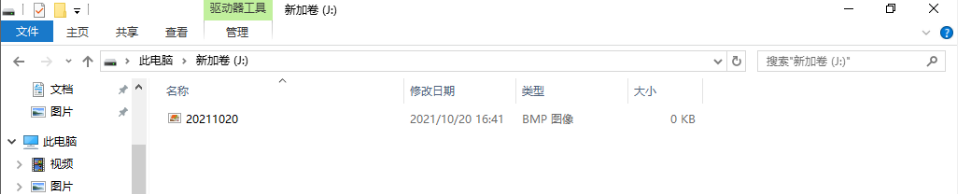 驱动器工具 新加卷 (J:)
文件 主页 共享 查看 管理
此电脑 新加卷 (J:) 搜索"新加卷 (J:)"
文档 名称 修改日期 类型 大小
图片 20211020 2021/10/20 16:41 BMP 图像 0 KB
此电脑
视频
图片